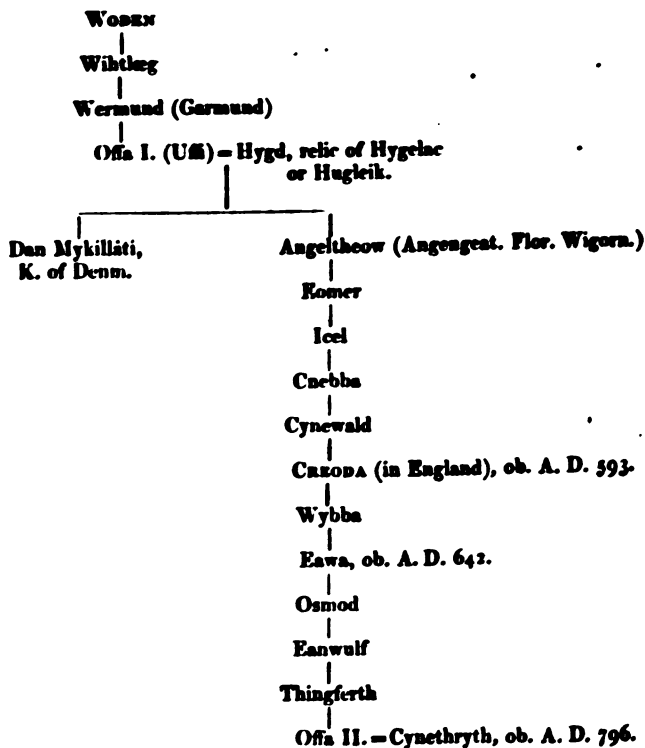 WODEN
Wihtlæg
Wermund (Garmund)
Offa I. (Uffi) = Hygd, relic of Hygelac
or Hugleik.
Dan Mykilláti,
K. of Denm.
Angeltheow (Angengeat. Flor. Wigorn.)
Eomer
Icel
Cnebba
Cynewald
CREODA (in England), ob. A. D. 593.
Wybba
Eawa, ob. A. D. 642.
Osmod
Eanwulf
Thingferth
Offa II. = Cynethryth, ob. A. D. 796.